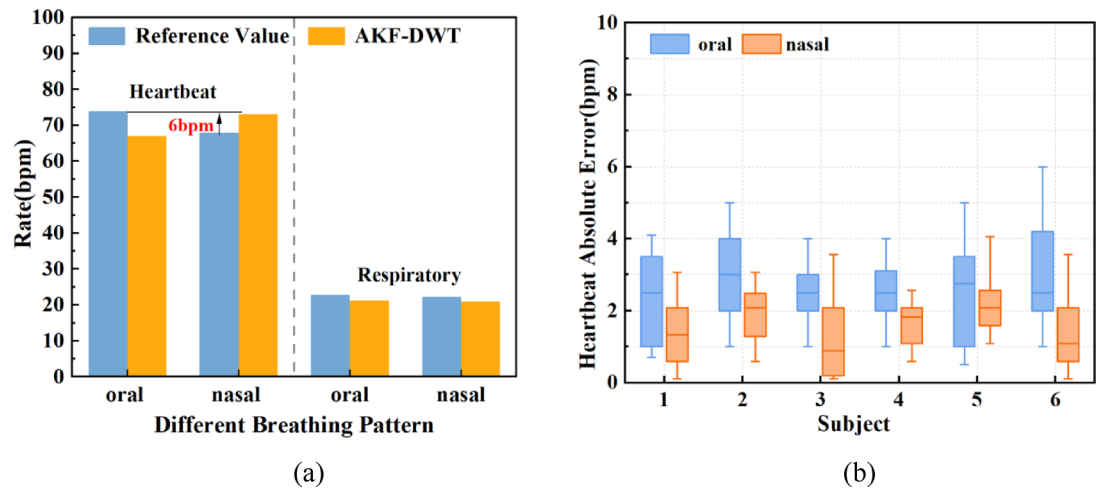 100
90
80
70
60
50
40
30
20
10
0
Rate(bpm)
Reference Value
AKF-DWT
Heartbeat
6bpm
Respiratory
oral
nasal
oral
nasal
Different Breathing Pattern
(a)
10
8
6
4
2
0
Heartbeat Absolute Error(bpm)
oral
nasal
1
2
3
4
5
6
Subject
(b)